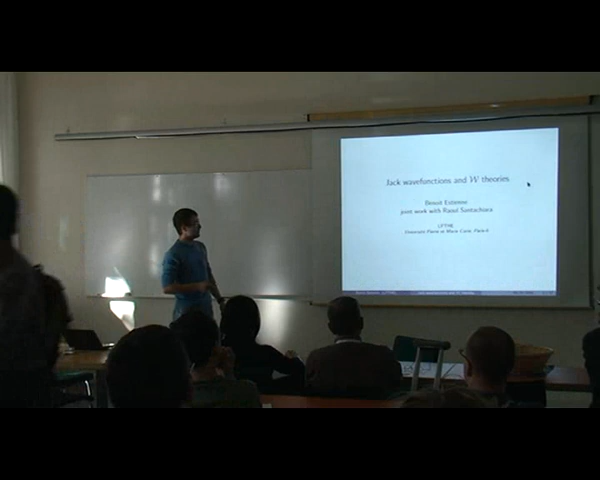 Jack wavefunctions and W theories
Benoit Estienne
joint work with Raoul Santachiara
LPTHE
Université Pierre et Marie Curie, Paris 6